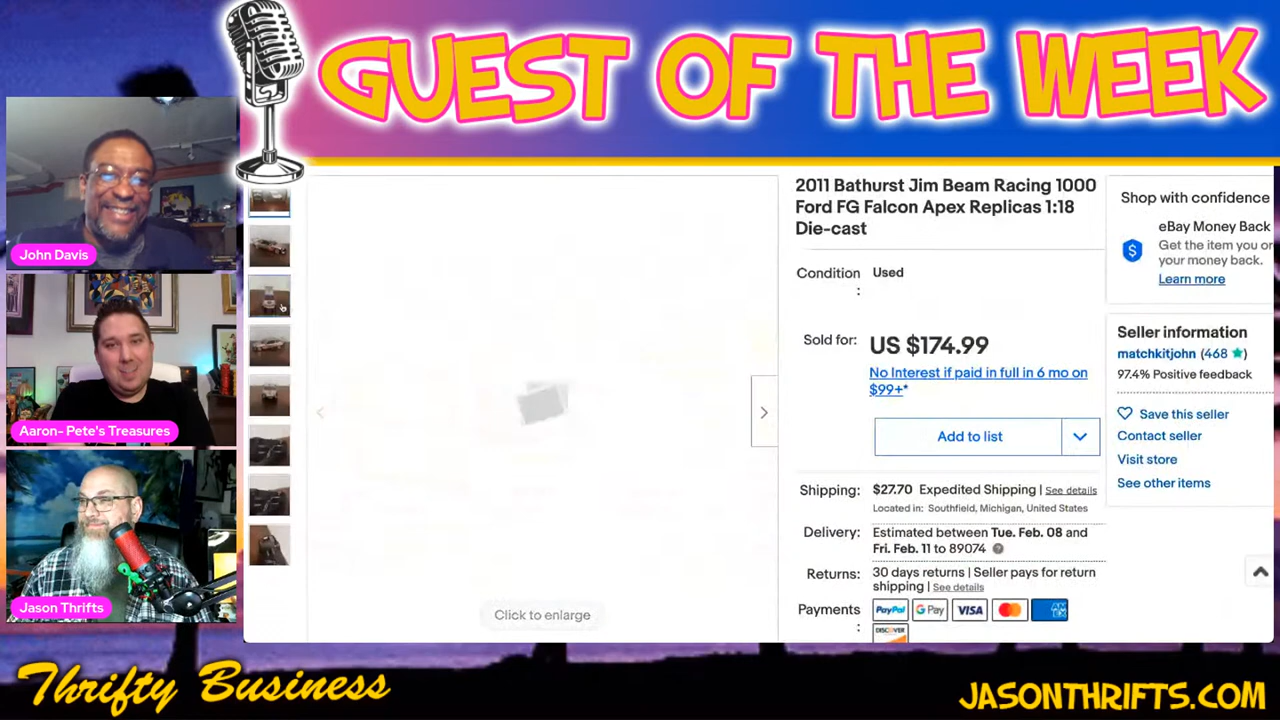 GUEST OF THE WEEK
John Davis
Aaron- Pete's Treasures
Jason Thrifts
Click to enlarge
2011 Bathurst Jim Beam Racing 1000
Ford FG Falcon Apex Replicas 1:18
Die-cast
Condition
:
Used
Sold for:
US $174.99
No Interest if paid in full in 6 mo on
$99+*
Add to list
Shipping:
$27.70 Expedited Shipping | See details
Located in: Southfield, Michigan, United States
Delivery:
Estimated between Tue. Feb. 08 and
Fri. Feb. 11 to 89074
Returns:
30 days returns | Seller pays for return
shipping | See details
Payments
:
PayPal
G Pay
VISA
DISCOVER
Shop with confidence
eBay Money Back
Get the item you or
your money back.
Learn more
Seller information
matchkitjohn (468 ★)
97.4% Positive feedback
Save this seller
Contact seller
Visit store
See other items
Thrifty Business
JASONTHRIFTS.COM